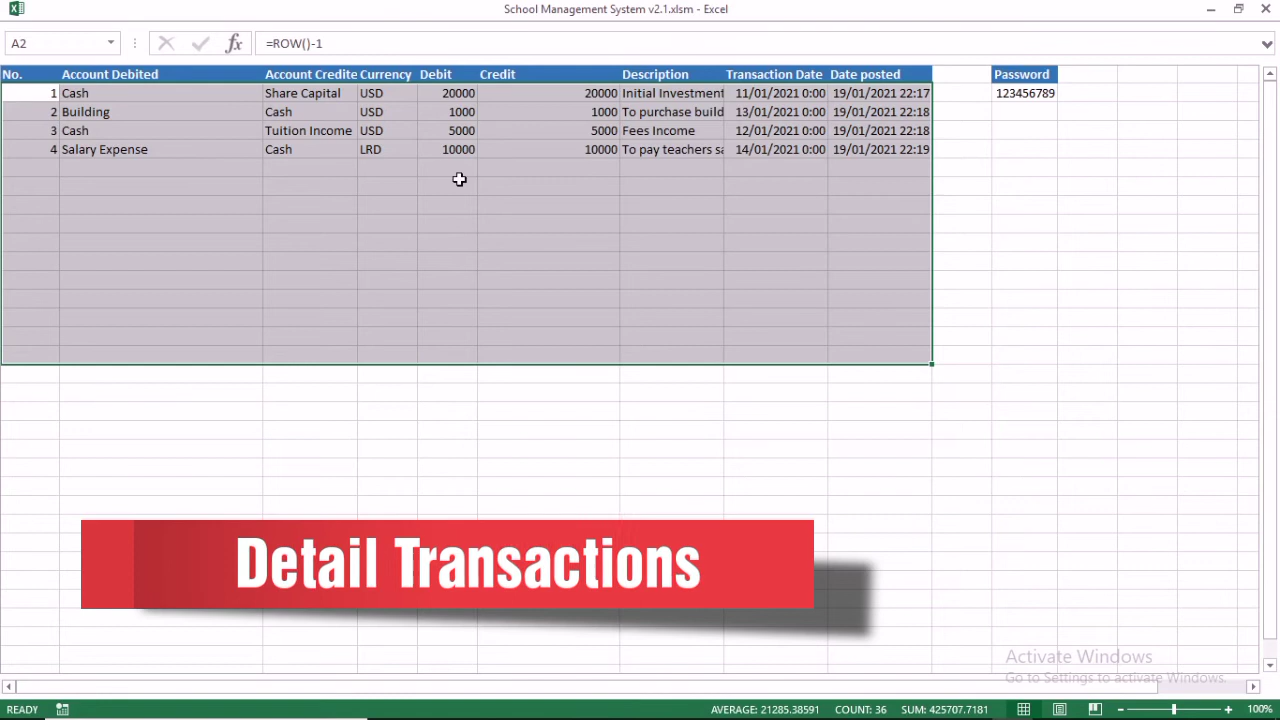 School Management System v2.1.xlsm - Excel
A2 =ROW()-1
No. Account Debited Account Credite Currency Debit Credit Description Transaction Date Date posted Password
1 Cash Share Capital USD 20000 20000 Initial Investment 11/01/2021 0:00 19/01/2021 22:17 123456789
2 Building Cash USD 1000 1000 To purchase build 13/01/2021 0:00 19/01/2021 22:18
3 Cash Tuition Income USD 5000 5000 Fees Income 12/01/2021 0:00 19/01/2021 22:18
4 Salary Expense Cash LRD 10000 10000 To pay teachers sa 14/01/2021 0:00 19/01/2021 22:19
Detail Transactions
Activate Windows
Go to Settings to activate Windows.
READY AVERAGE: 21285.38591 COUNT: 36 SUM: 425707.7181 100%